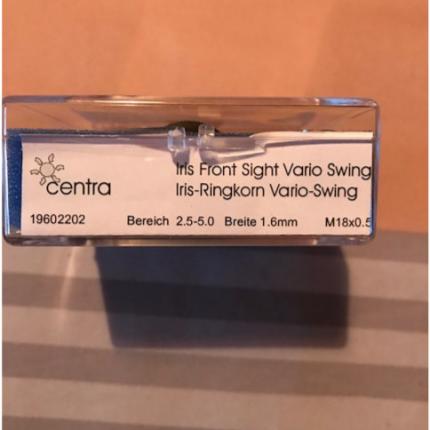 centra
Iris Front Sight Vario Swing
Iris-Ringkorn Vario-Swing
19602202 Bereich 2.5-5.0 Breite 1.6mm M18x0.5